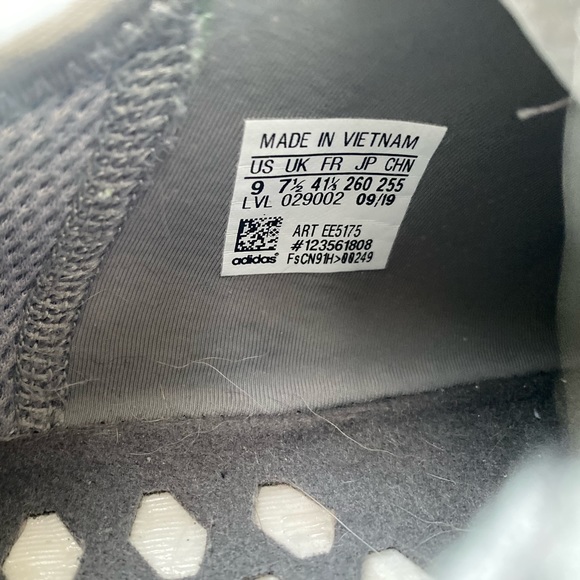 MADE IN VIETNAM
US UK FR JP CHN
9 7½ 41⅓ 260 255
LVL 029002 09/19
ART EE5175
#123561808
adidas FsCN91H>00249